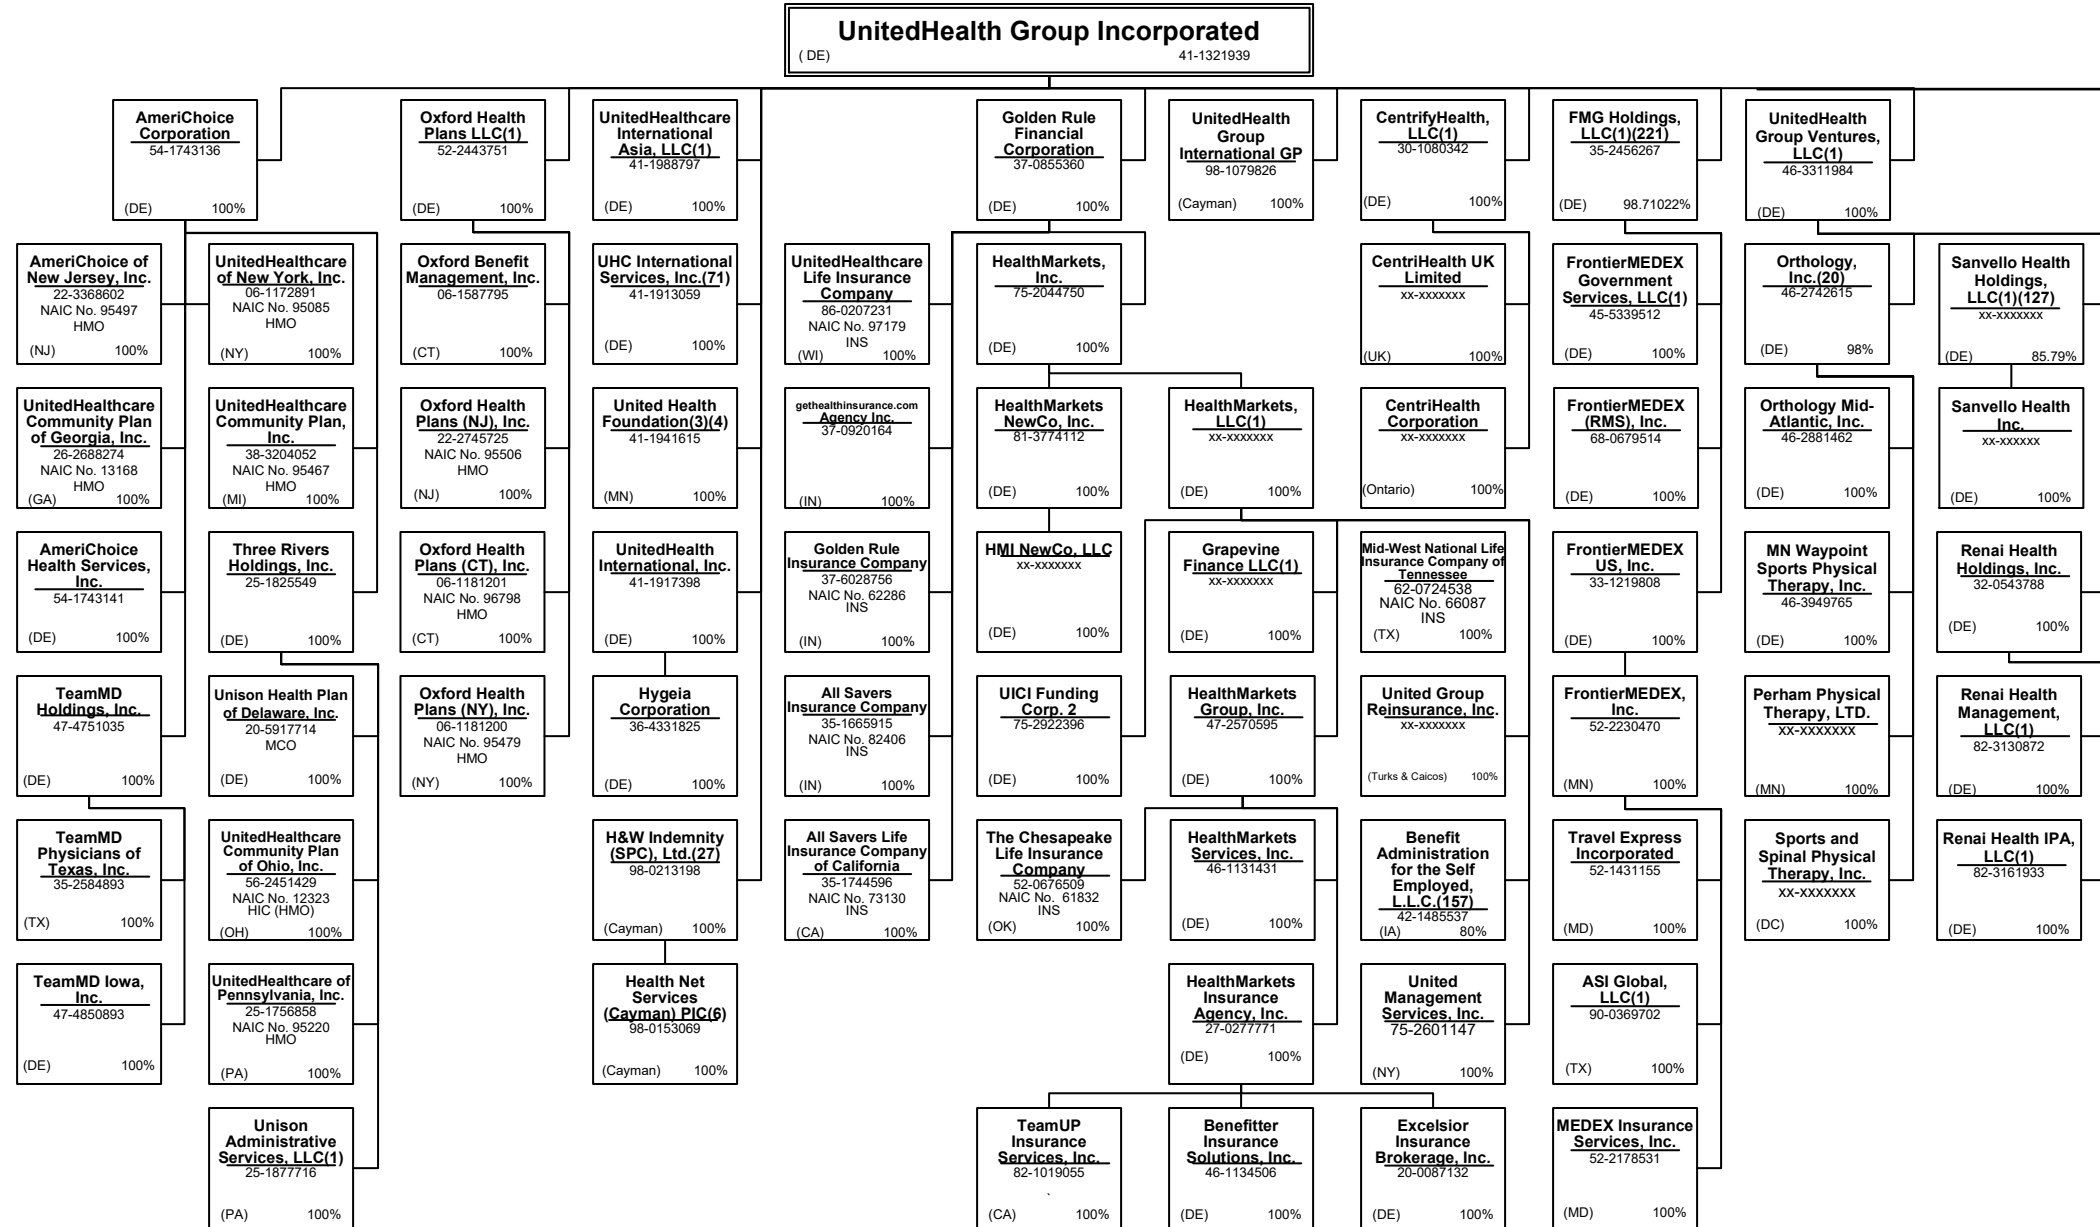 UnitedHealth Group Incorporated
( DE) 41-1321939
AmeriChoice
Corporation
54-1743136
(DE) 100%
Oxford Health
Plans LLC(1)
52-2443751
(DE) 100%
UnitedHealthcare
International
Asia, LLC(1)
41-1988797
(DE) 100%
Golden Rule
Financial
Corporation
37-0855360
(DE) 100%
UnitedHealth
Group
International GP
98-1079826
(Cayman) 100%
CentrifyHealth,
LLC(1)
30-1080342
(DE) 100%
FMG Holdings,
LLC(1)(221)
35-2456267
(DE) 98.71022%
UnitedHealth
Group Ventures,
LLC(1)
46-3311984
(DE) 100%
AmeriChoice of
New Jersey, Inc.
22-3368602
NAIC No. 95497
HMO
(NJ) 100%
UnitedHealthcare
of New York, Inc.
06-1172891
NAIC No. 95085
HMO
(NY) 100%
Oxford Benefit
Management, Inc.
06-1587795
(CT) 100%
UHC International
Services, Inc.(71)
41-1913059
(DE) 100%
UnitedHealthcare
Life Insurance
Company
86-0207231
NAIC No. 97179
INS
(WI) 100%
HealthMarkets,
Inc.
75-2044750
(DE) 100%
CentriHealth UK
Limited
xx-xxxxxxx
(UK) 100%
FrontierMEDEX
Government
Services, LLC(1)
45-5339512
(DE) 100%
Orthology,
Inc.(20)
46-2742615
(DE) 98%
Sanvello Health
Holdings,
LLC(1)(127)
xx-xxxxxxx
(DE) 85.79%
UnitedHealthcare
Community Plan
of Georgia, Inc.
26-2688274
NAIC No. 13168
HMO
(GA) 100%
UnitedHealthcare
Community Plan,
Inc.
38-3204052
NAIC No. 95467
HMO
(MI) 100%
Oxford Health
Plans (NJ), Inc.
22-2745725
NAIC No. 95506
HMO
(NJ) 100%
United Health
Foundation(3)(4)
41-1941615
(MN) 100%
gethealthinsurance.com
Agency Inc.
37-0920164
(IN) 100%
HealthMarkets
NewCo, Inc.
81-3774112
(DE) 100%
HealthMarkets,
LLC(1)
xx-xxxxxxx
(DE) 100%
CentriHealth
Corporation
xx-xxxxxxx
(Ontario) 100%
FrontierMEDEX
(RMS), Inc.
68-0679514
(DE) 100%
Orthology Mid-
Atlantic, Inc.
46-2881462
(DE) 100%
Sanvello Health
Inc.
xx-xxxxxx
(DE) 100%
AmeriChoice
Health Services,
Inc.
54-1743141
(DE) 100%
Three Rivers
Holdings, Inc.
25-1825549
(DE) 100%
Oxford Health
Plans (CT), Inc.
06-1181201
NAIC No. 96798
HMO
(CT) 100%
UnitedHealth
International, Inc.
41-1917398
(DE) 100%
Golden Rule
Insurance Company
37-6028756
NAIC No. 62286
INS
(IN) 100%
HMI NewCo, LLC
xx-xxxxxxx
(DE) 100%
Grapevine
Finance LLC(1)
xx-xxxxxxx
(DE) 100%
Mid-West National Life
Insurance Company of
Tennessee
62-0724538
NAIC No. 66087
INS
(TX) 100%
FrontierMEDEX
US, Inc.
33-1219808
(DE) 100%
MN Waypoint
Sports Physical
Therapy, Inc.
46-3949765
(DE) 100%
Renai Health
Holdings, Inc.
32-0543788
(DE) 100%
TeamMD
Holdings, Inc.
47-4751035
(DE) 100%
Unison Health Plan
of Delaware, Inc.
20-5917714
MCO
(DE) 100%
Oxford Health
Plans (NY), Inc.
06-1181200
NAIC No. 95479
HMO
(NY) 100%
Hygeia
Corporation
36-4331825
(DE) 100%
All Savers
Insurance Company
35-1665915
NAIC No. 82406
INS
(IN) 100%
UICI Funding
Corp. 2
75-2922396
(DE) 100%
HealthMarkets
Group, Inc.
47-2570595
(DE) 100%
United Group
Reinsurance, Inc.
xx-xxxxxxx
(Turks & Caicos) 100%
FrontierMEDEX,
Inc.
52-2230470
(MN) 100%
Perham Physical
Therapy, LTD.
xx-xxxxxxx
(MN) 100%
Renai Health
Management,
LLC(1)
82-3130872
(DE) 100%
TeamMD
Physicians of
Texas, Inc.
35-2584893
(TX) 100%
UnitedHealthcare
Community Plan
of Ohio, Inc.
56-2451429
NAIC No. 12323
HIC (HMO)
(OH) 100%
H&W Indemnity
(SPC), Ltd.(27)
98-0213198
(Cayman) 100%
All Savers Life
Insurance Company
of California
35-1744596
NAIC No. 73130
INS
(CA) 100%
The Chesapeake
Life Insurance
Company
52-0676509
NAIC No. 61832
INS
(OK) 100%
HealthMarkets
Services, Inc.
46-1131431
(DE) 100%
Benefit
Administration
for the Self
Employed,
L.L.C.(157)
42-1485537
(IA) 80%
Travel Express
Incorporated
52-1431155
(MD) 100%
Sports and
Spinal Physical
Therapy, Inc.
xx-xxxxxxx
(DC) 100%
Renai Health IPA,
LLC(1)
82-3161933
(DE) 100%
TeamMD Iowa,
Inc.
47-4850893
(DE) 100%
UnitedHealthcare of
Pennsylvania, Inc.
25-1756858
NAIC No. 95220
HMO
(PA) 100%
Health Net
Services
(Cayman) PIC(6)
98-0153069
(Cayman) 100%
HealthMarkets
Insurance
Agency, Inc.
27-0277771
(DE) 100%
United
Management
Services, Inc.
75-2601147
(NY) 100%
ASI Global,
LLC(1)
90-0369702
(TX) 100%
Unison
Administrative
Services, LLC(1)
25-1877716
(PA) 100%
TeamUP
Insurance
Services, Inc.
82-1019055
`
(CA) 100%
Benefitter
Insurance
Solutions, Inc.
46-1134506
(DE) 100%
Excelsior
Insurance
Brokerage, Inc.
20-0087132
(DE) 100%
MEDEX Insurance
Services, Inc.
52-2178531
(MD) 100%